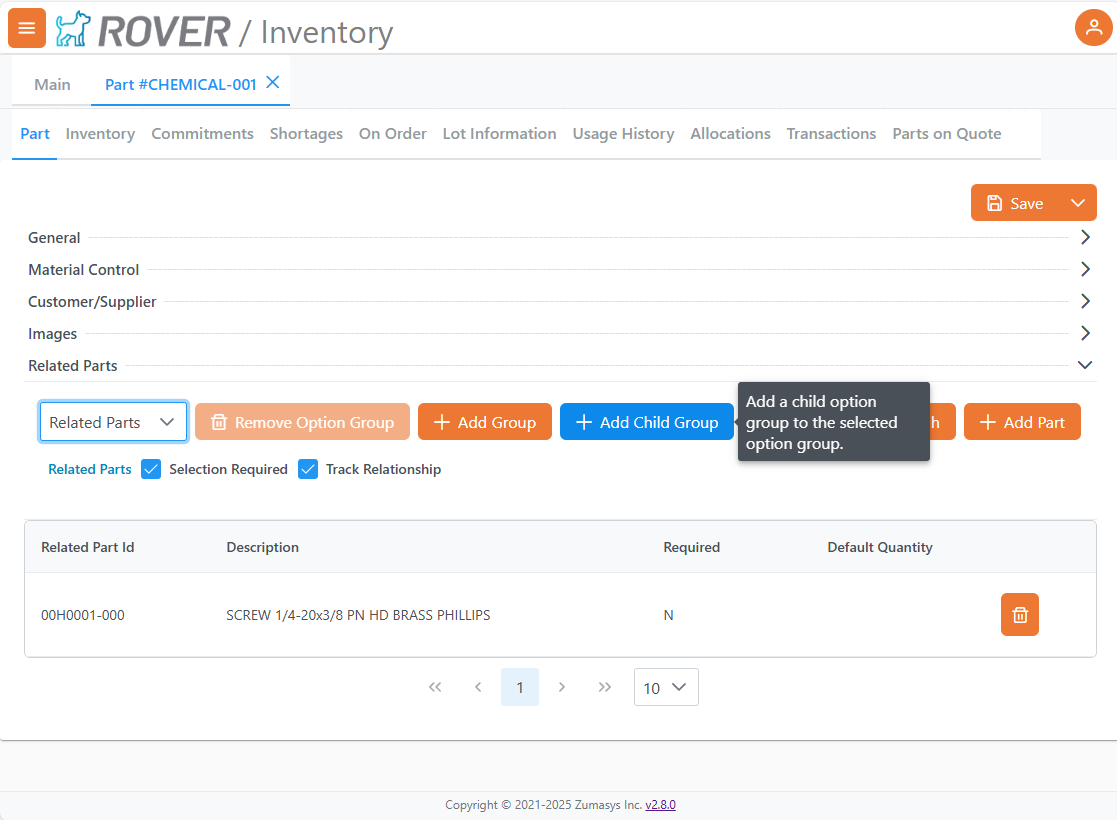 ROVER / Inventory
Main Part #CHEMICAL-001
Part Inventory Commitments Shortages On Order Lot Information Usage History Allocations Transactions Parts on Quote
Save
General
Material Control
Customer/Supplier
Images
Related Parts
Related Parts Remove Option Group Add Group Add Child Group Add Part
Add a child option
group to the selected
option group.
Related Parts Selection Required Track Relationship
Related Part Id Description Required Default Quantity
00H0001-000 SCREW 1/4-20x3/8 PN HD BRASS PHILLIPS N
1 10
Copyright © 2021-2025 Zumasys Inc. v2.8.0